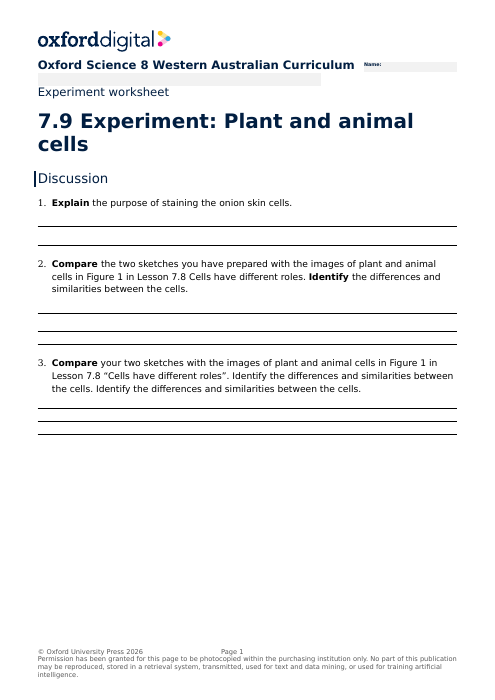 oxforddigital
Oxford Science 8 Western Australian Curriculum Name:
Experiment worksheet
7.9 Experiment: Plant and animal
cells
Discussion
1. Explain the purpose of staining the onion skin cells.
2. Compare the two sketches you have prepared with the images of plant and animal
cells in Figure 1 in Lesson 7.8 Cells have different roles. Identify the differences and
similarities between the cells.
3. Compare your two sketches with the images of plant and animal cells in Figure 1 in
Lesson 7.8 “Cells have different roles”. Identify the differences and similarities between
the cells. Identify the differences and similarities between the cells.
© Oxford University Press 2026 Page 1
Permission has been granted for this page to be photocopied within the purchasing institution only. No part of this publication
may be reproduced, stored in a retrieval system, transmitted, used for text and data mining, or used for training artificial
intelligence.